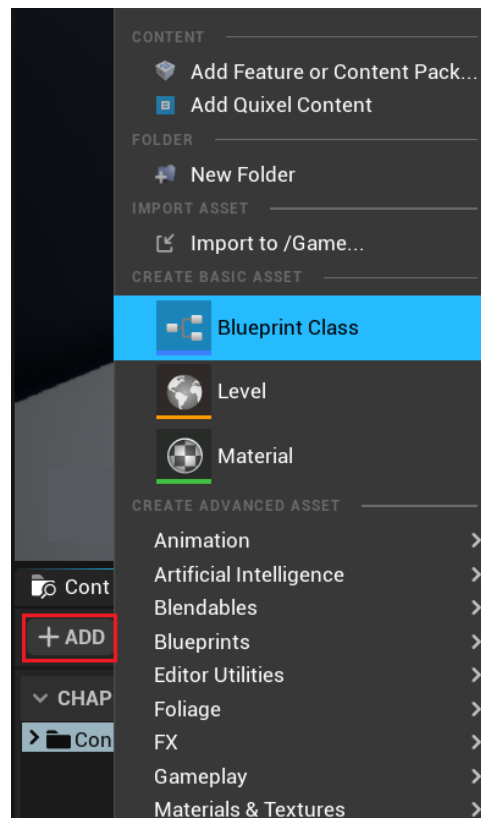 CONTENT
Add Feature or Content Pack...
Add Quixel Content
FOLDER
New Folder
IMPORT ASSET
Import to /Game...
CREATE BASIC ASSET
Blueprint Class
Level
Material
CREATE ADVANCED ASSET
Animation
Artificial Intelligence
Blendables
Blueprints
Editor Utilities
Foliage
FX
Gameplay
Materials & Textures
Cont
+ ADD
CHAP
Con